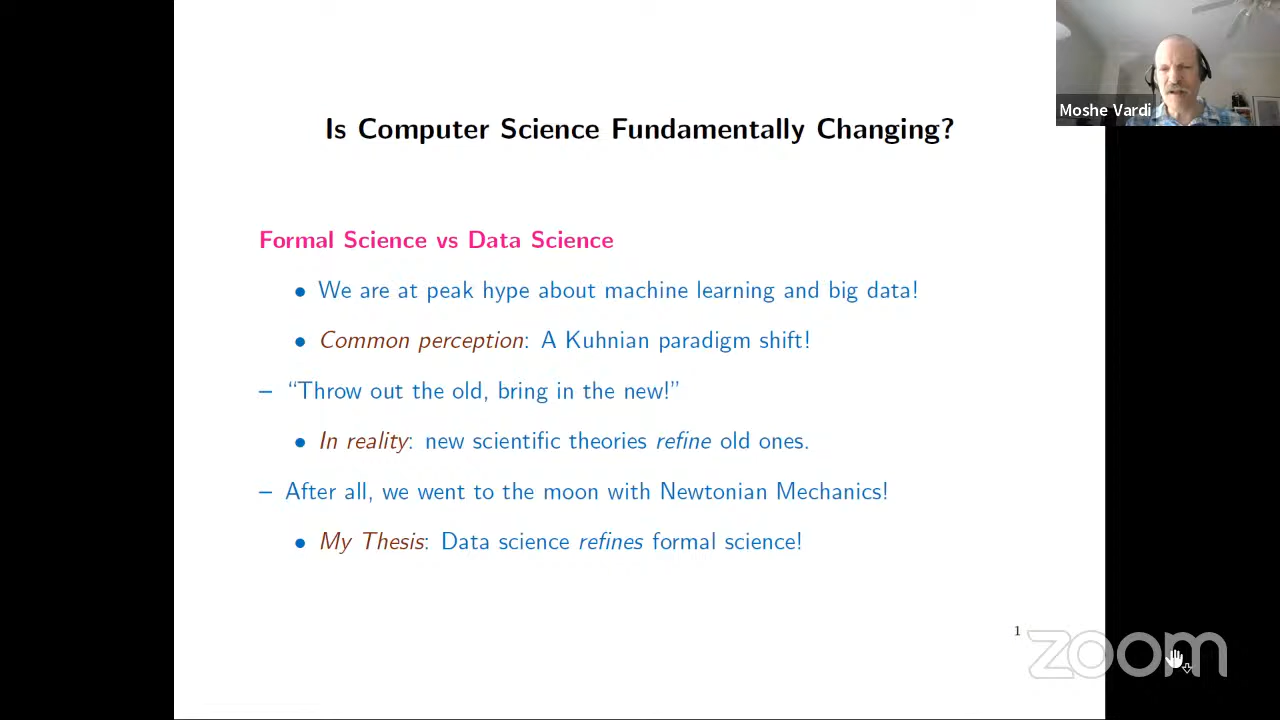 Moshe Vardi
Is Computer Science Fundamentally Changing?
Formal Science vs Data Science
• We are at peak hype about machine learning and big data!
• Common perception: A Kuhnian paradigm shift!
– “Throw out the old, bring in the new!”
• In reality: new scientific theories refine old ones.
– After all, we went to the moon with Newtonian Mechanics!
• My Thesis: Data science refines formal science!
1
zoom